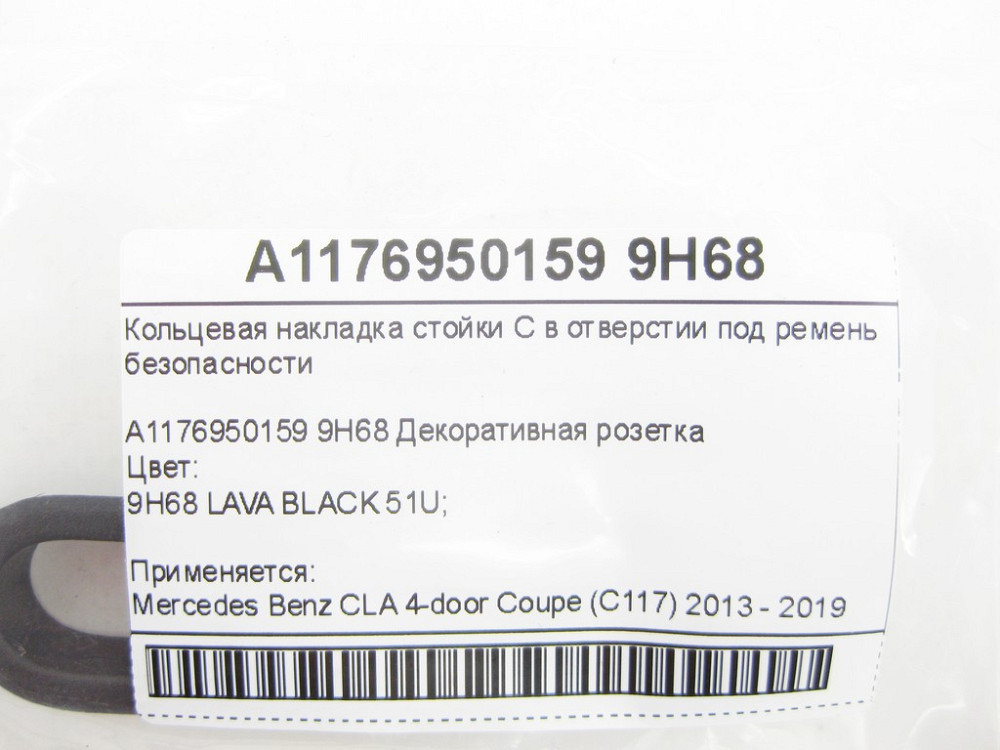 A1176950159 9H68
Кольцевая накладка стойки С в отверстии под ремень
безопасности
A1176950159 9H68 Декоративная розетка
Цвет:
9H68 LAVA BLACK 51U;
Применяется:
Mercedes Benz CLA 4-door Coupe (C117) 2013 - 2019